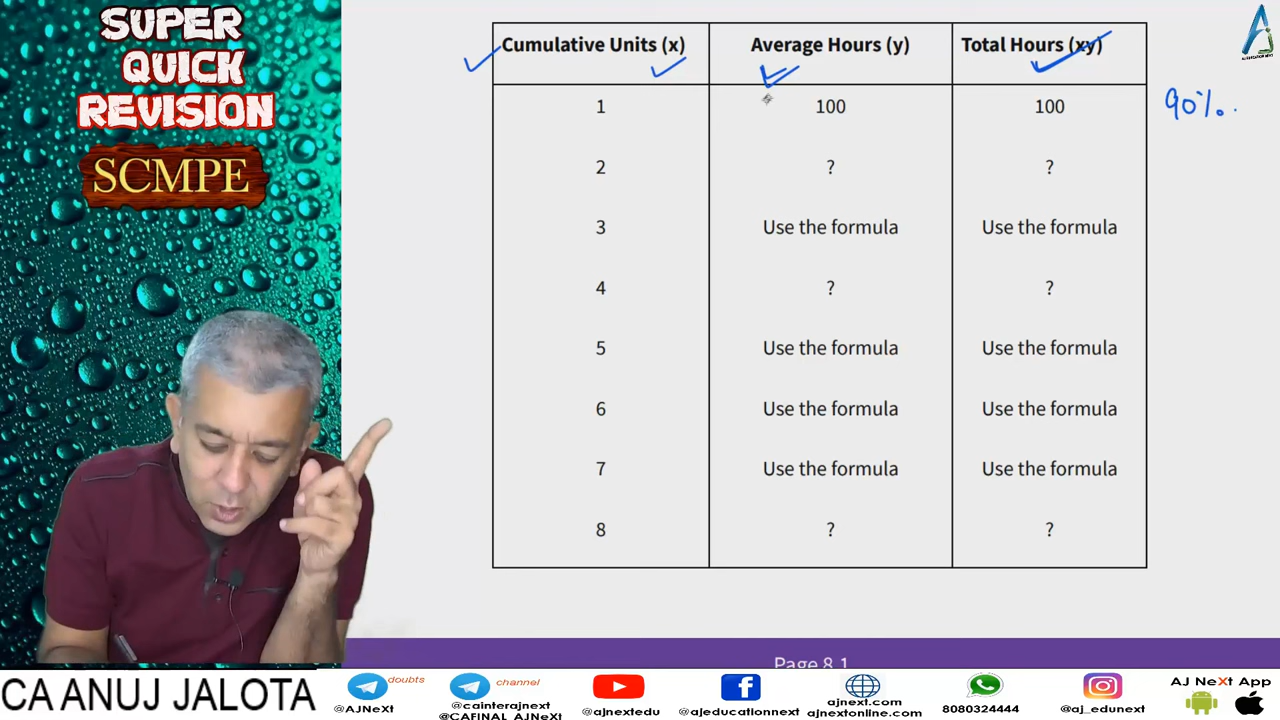 SUPER
QUICK
REVISION
SCMPE
Cumulative Units (x) Average Hours (y) Total Hours (xy)
1 100 100
90%.
2 ? ?
3 Use the formula Use the formula
4 ? ?
5 Use the formula Use the formula
6 Use the formula Use the formula
7 Use the formula Use the formula
8 ? ?
Page 8.1
CA ANUJ JALOTA
doubts
@AJNeXt
channel
@cainterajnext
@CAFINAL_AJNeXt
@ajnextedu
@ajeducationnext
ajnext.com
ajnextonline.com
8080324444
@aj_edunext
AJ NeXt App